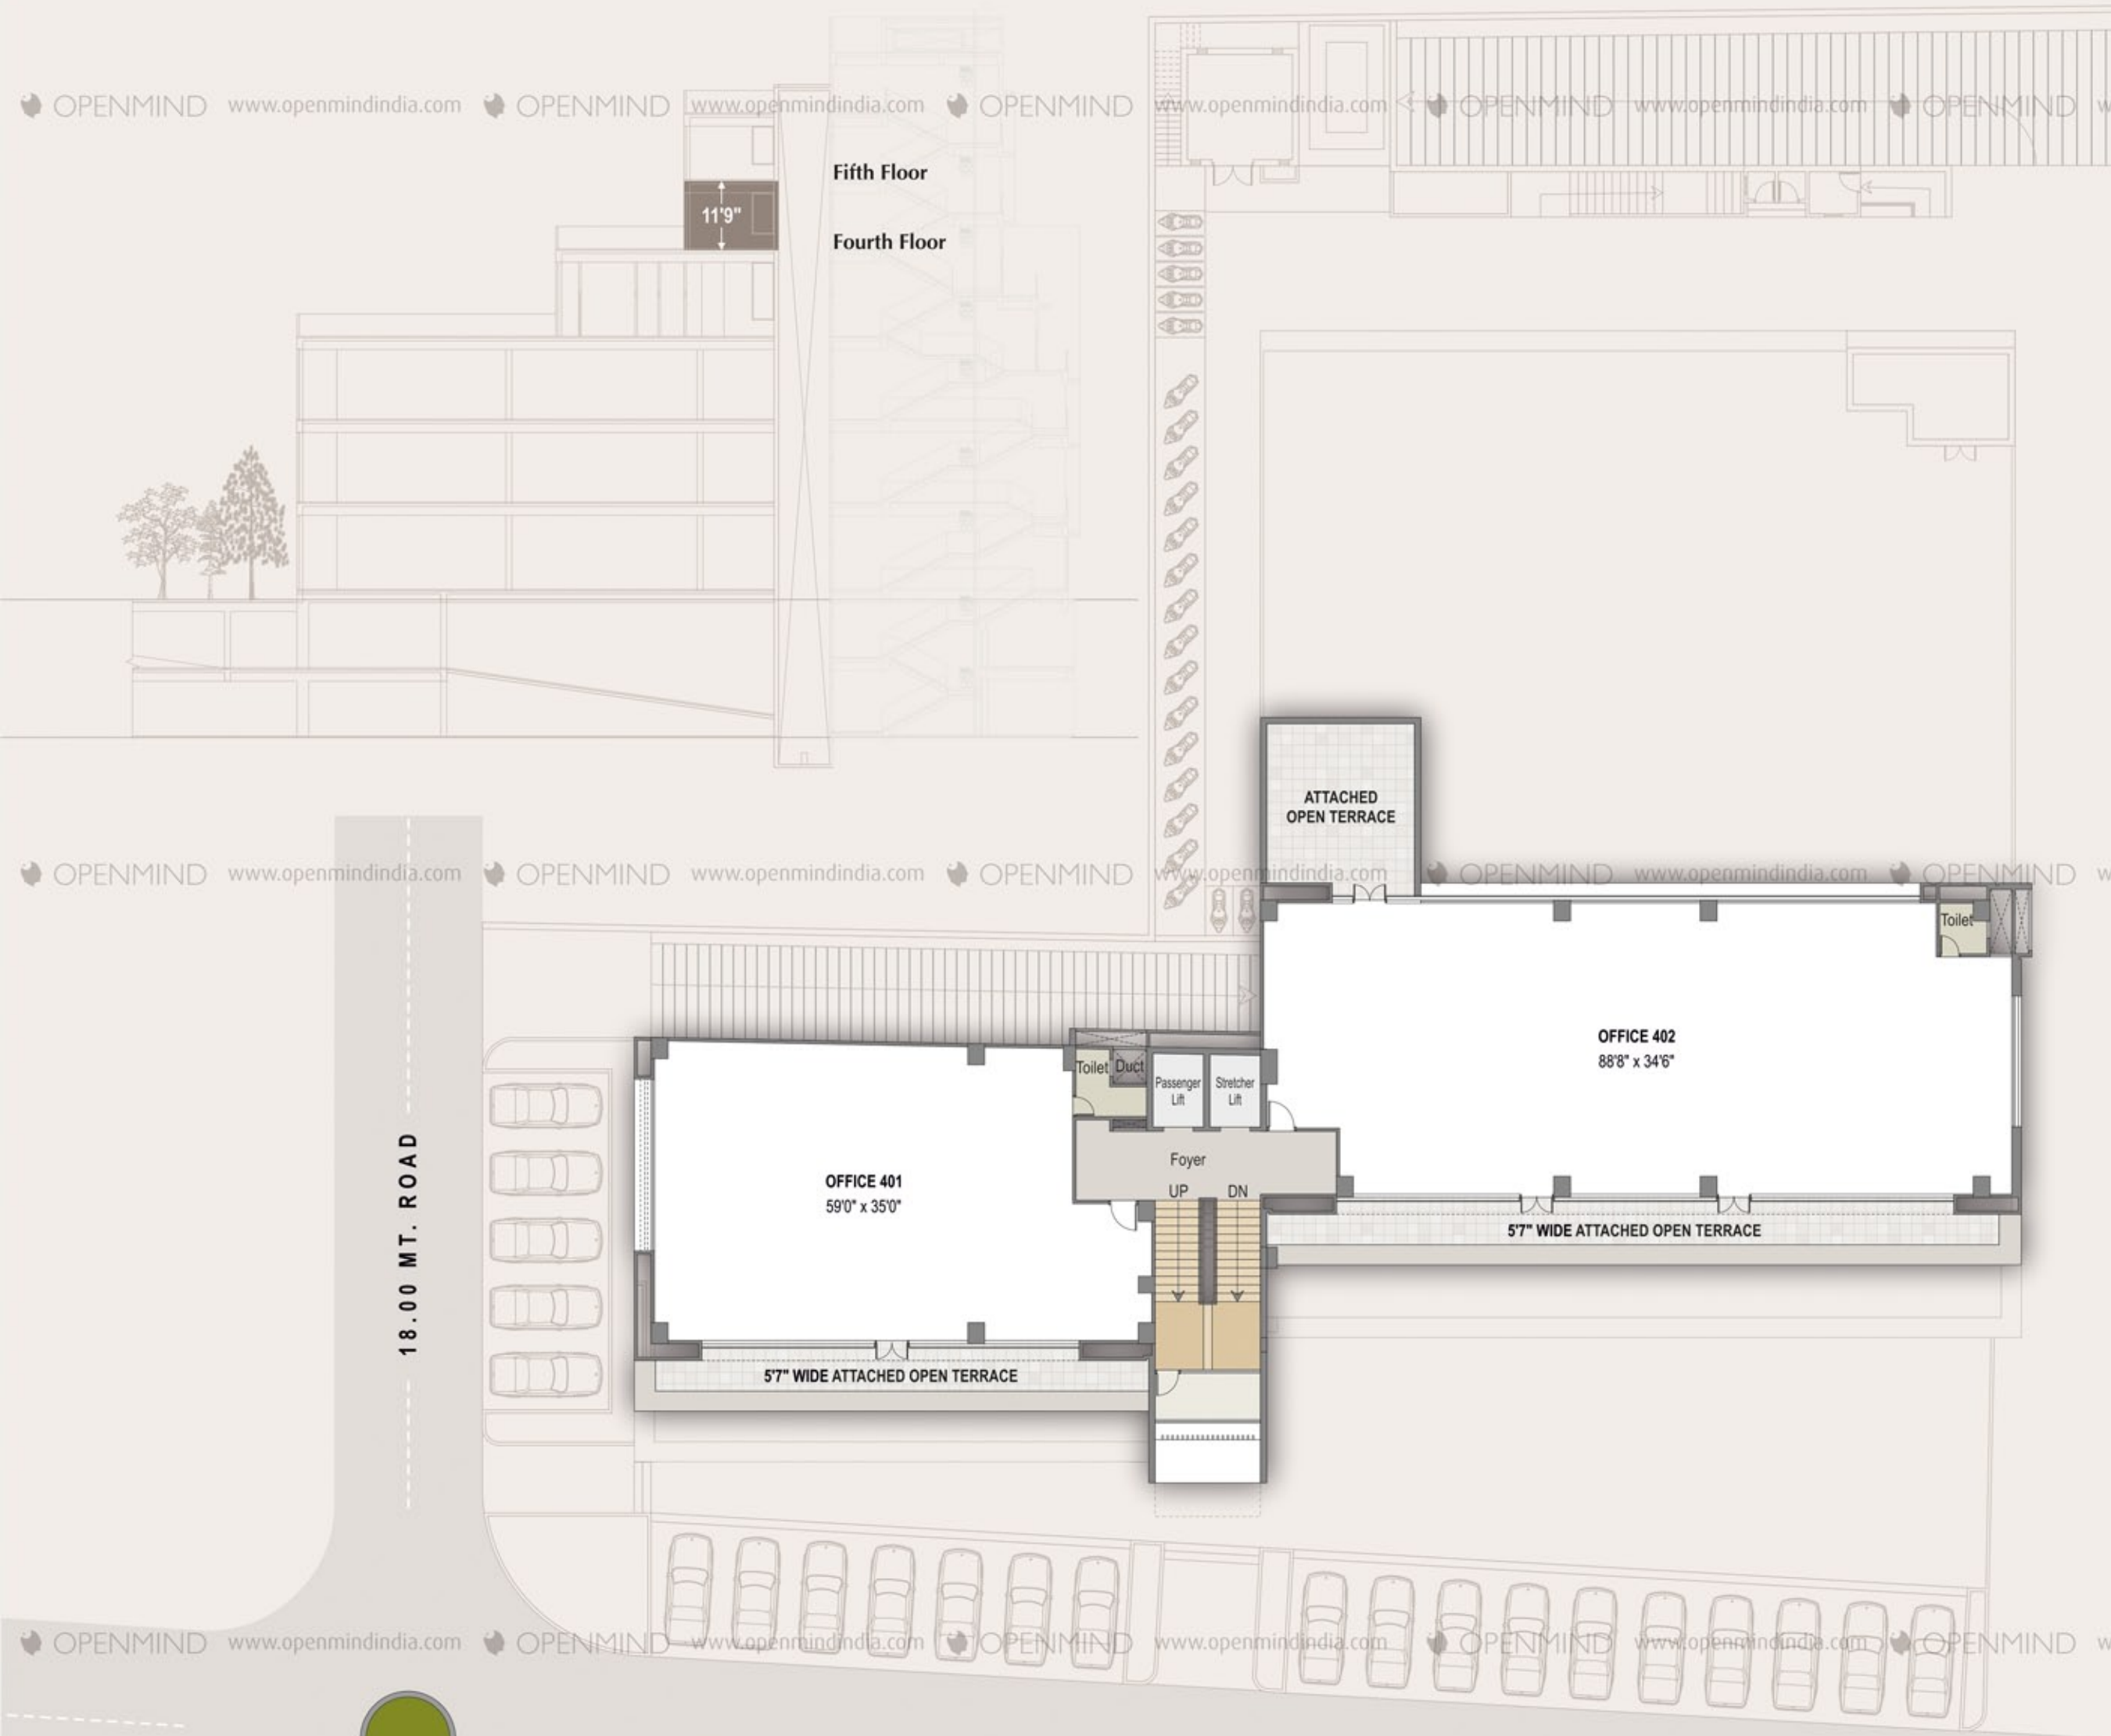 OPENMIND www.openmindindia.com OPENMIND www.openmindindia.com OPENMIND www.openmindindia.com OPENMIND www.openmindindia.com OPENMIND w
Fifth Floor
11'9"
Fourth Floor
ATTACHED
OPEN TERRACE
OPENMIND www.openmindindia.com OPENMIND www.openmindindia.com OPENMIND www.openmindindia.com OPENMIND www.openmindindia.com OPENMIND w
Toilet
OFFICE 402
88'8" x 34'6"
Toilet Duct
Passenger
Lift
Stretcher
Lift
Foyer
UP DN
OFFICE 401
59'0" x 35'0"
5'7" WIDE ATTACHED OPEN TERRACE
5'7" WIDE ATTACHED OPEN TERRACE
18.00 MT. ROAD
OPENMIND www.openmindindia.com OPENMIND www.openmindindia.com OPENMIND www.openmindindia.com OPENMIND www.openmindindia.com OPENMIND w